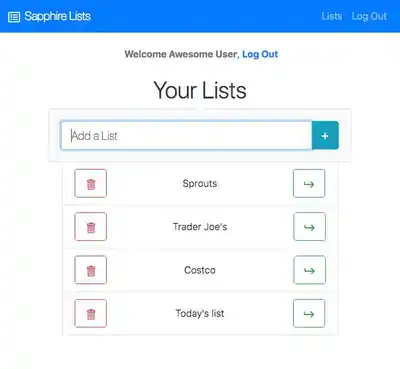 Sapphire Lists Lists Log Out
Welcome Awesome User, Log Out
Your Lists
Add a List +
Sprouts
Trader Joe's
Costco
Today's list